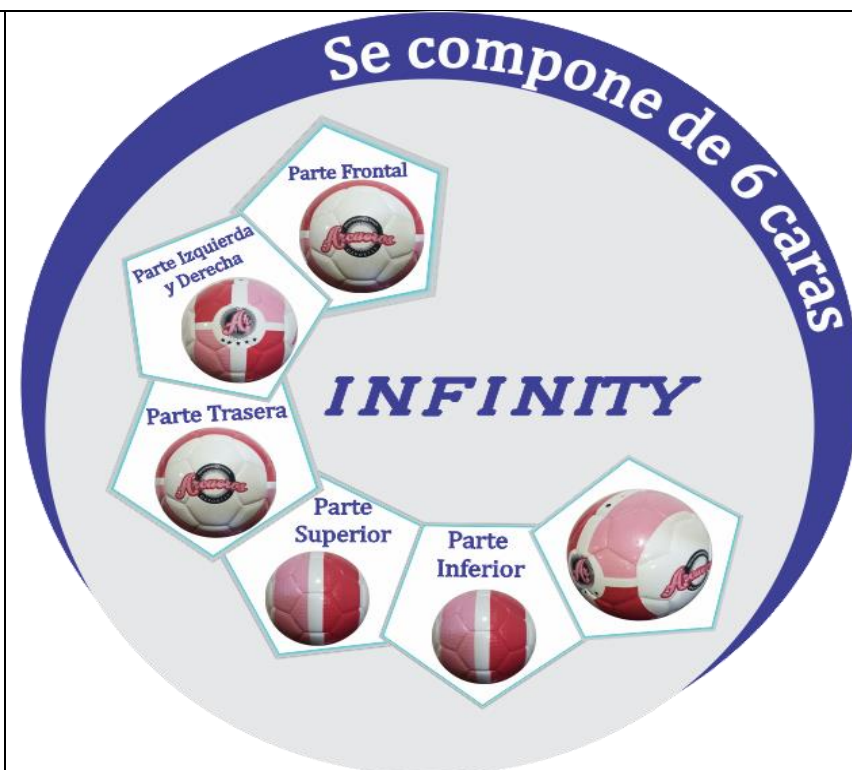 Se compone de 6 caras
Parte Frontal
Parte Izquierda
y Derecha
INFINITY
Parte Trasera
Parte
Superior
Parte
Inferior